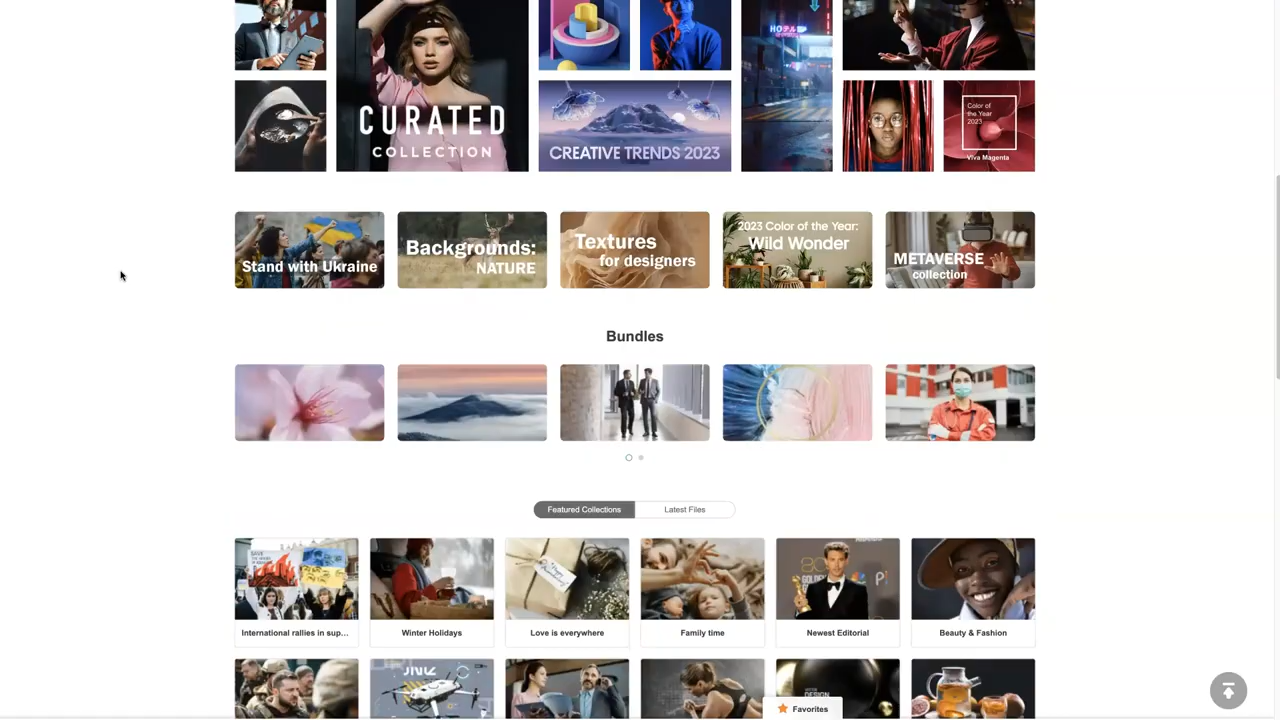 HOTEL
CURATED
COLLECTION
CREATIVE TRENDS 2023
Color of
the Year
2023
Viva Magenta
Stand with Ukraine
Backgrounds:
NATURE
Textures
for designers
2023 Color of the Year:
Wild Wonder
METAVERSE
collection
Bundles
Featured Collections
Latest Files
International rallies in sup...
Winter Holidays
Love is everywhere
Family time
Newest Editorial
Beauty & Fashion
Favorites